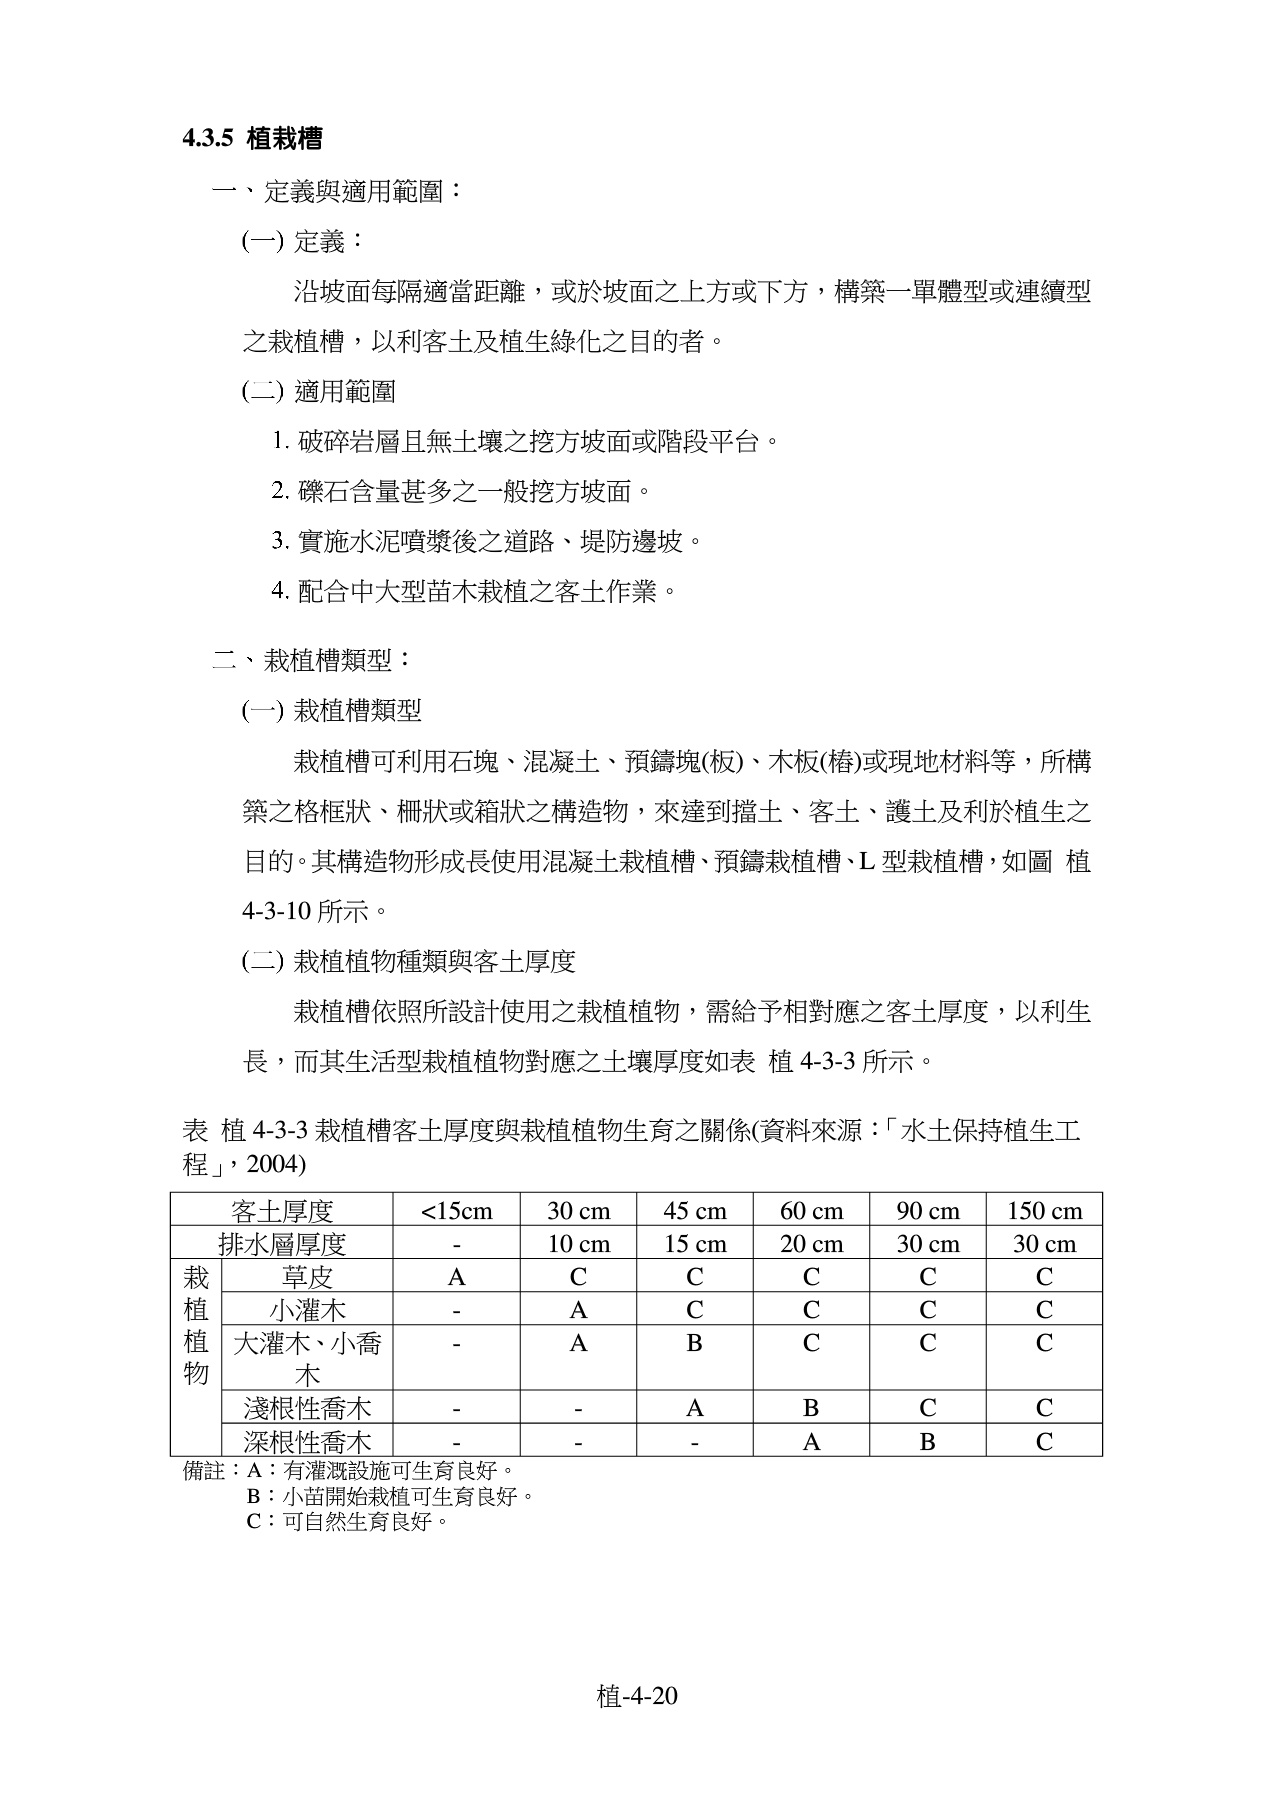 4.3.5 植栽槽
一、定義與適用範圍：
(一) 定義：
沿坡面每隔適當距離，或於坡面之上方或下方，構築一單體型或連續型
之栽植槽，以利客土及植生綠化之目的者。
(二) 適用範圍
1. 破碎岩層且無土壤之挖方坡面或階段平台。
2. 礫石含量甚多之一般挖方坡面。
3. 實施水泥噴漿後之道路、堤防邊坡。
4. 配合中大型苗木栽植之客土作業。
二、栽植槽類型：
(一) 栽植槽類型
栽植槽可利用石塊、混凝土、預鑄塊(板)、木板(樁)或現地材料等，所構
築之格框狀、柵狀或箱狀之構造物，來達到擋土、客土、護土及利於植生之
目的。其構造物形成長使用混凝土栽植槽、預鑄栽植槽、L 型栽植槽，如圖 植
4-3-10 所示。
(二) 栽植植物種類與客土厚度
栽植槽依照所設計使用之栽植植物，需給予相對應之客土厚度，以利生
長，而其生活型栽植植物對應之土壤厚度如表 植 4-3-3 所示。
表 植 4-3-3 栽植槽客土厚度與栽植植物生育之關係(資料來源：「水土保持植生工
程」，2004)
客土厚度 <15cm 30 cm 45 cm 60 cm 90 cm 150 cm
排水層厚度 - 10 cm 15 cm 20 cm 30 cm 30 cm
栽植植物 草皮 A C C C C C
小灌木 - A C C C C
大灌木、小喬 - A B C C C
木
淺根性喬木 - - A B C C
深根性喬木 - - - A B C
備註：A：有灌溉設施可生育良好。
B：小苗開始栽植可生育良好。
C：可自然生育良好。
植-4-20